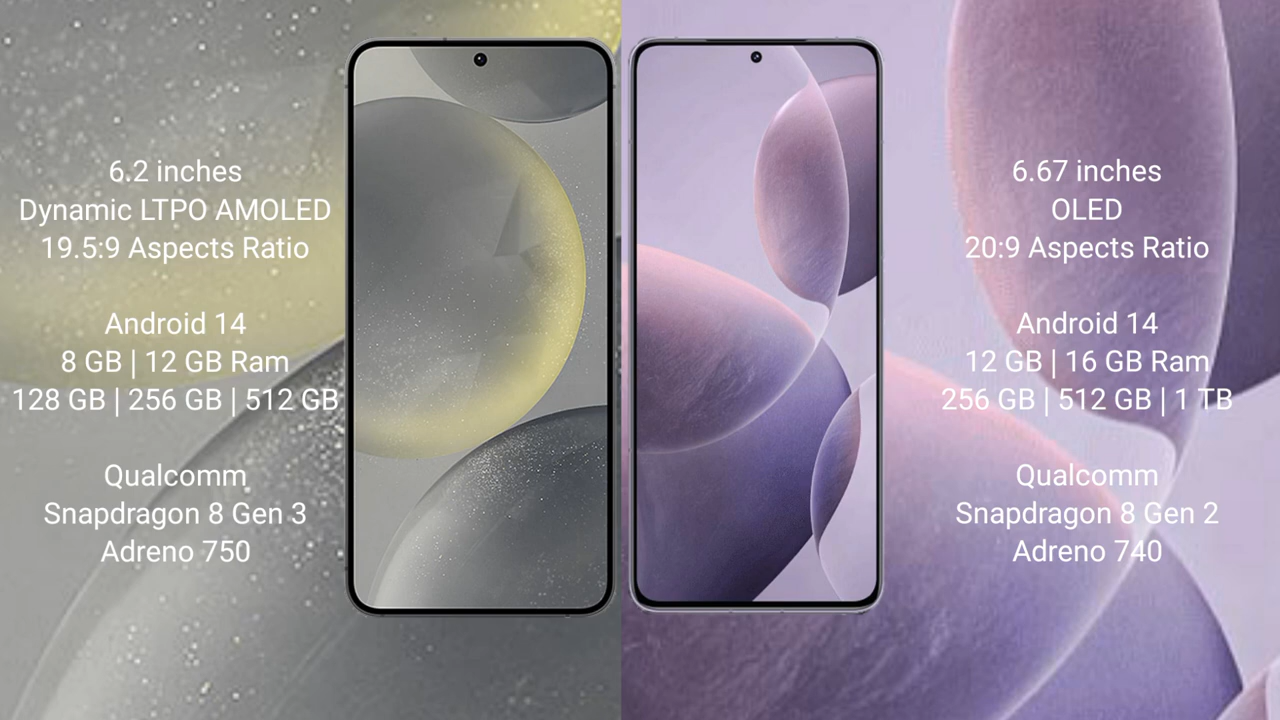 6.2 inches
Dynamic LTPO AMOLED
19.5:9 Aspects Ratio
Android 14
8 GB | 12 GB Ram
128 GB | 256 GB | 512 GB
Qualcomm
Snapdragon 8 Gen 3
Adreno 750
6.67 inches
OLED
20:9 Aspects Ratio
Android 14
12 GB | 16 GB Ram
256 GB | 512 GB | 1 TB
Qualcomm
Snapdragon 8 Gen 2
Adreno 740